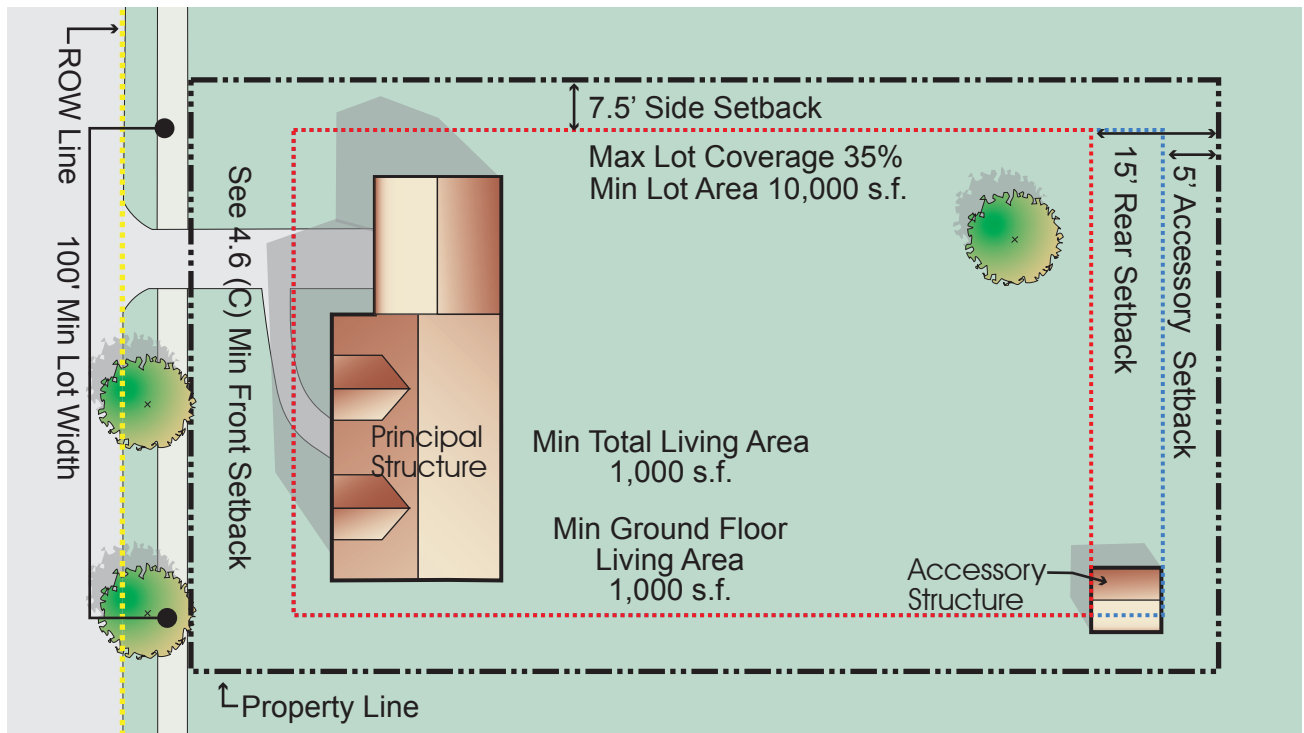 ROW Line
100' Min Lot Width
See 4.6 (C) Min Front Setback
7.5’ Side Setback
Max Lot Coverage 35%
Min Lot Area 10,000 s.f.
15’ Rear Setback
5’ Accessory Setback
Principal
Structure
Min Total Living Area
1,000 s.f.
Min Ground Floor
Living Area
1,000 s.f.
Accessory
Structure
Property Line